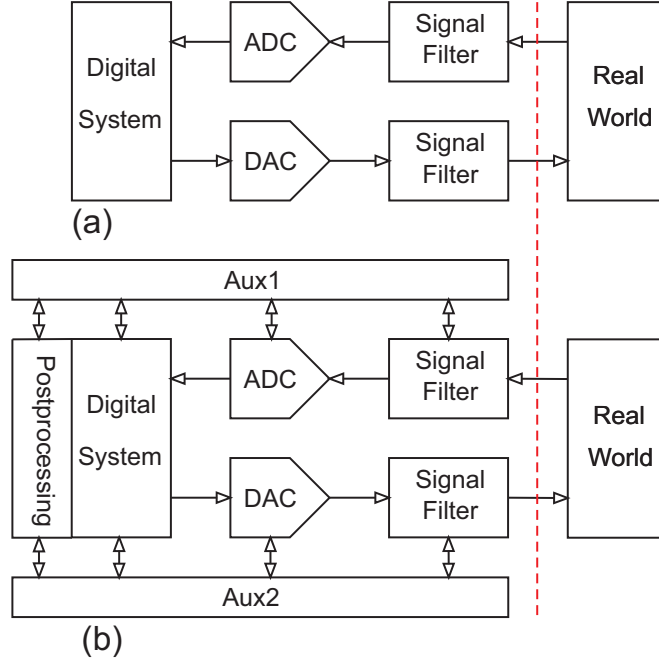 Digital
System
ADC
Signal
Filter
Real
World
DAC
Signal
Filter
(a)
Aux1
Postprocessing
Digital
System
ADC
Signal
Filter
Real
World
DAC
Signal
Filter
Aux2
(b)